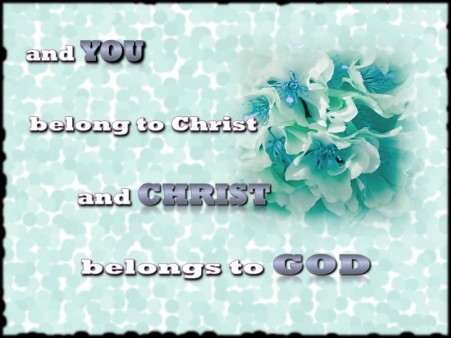 and YOU
belong to Christ
and CHRIST
belongs to GOD